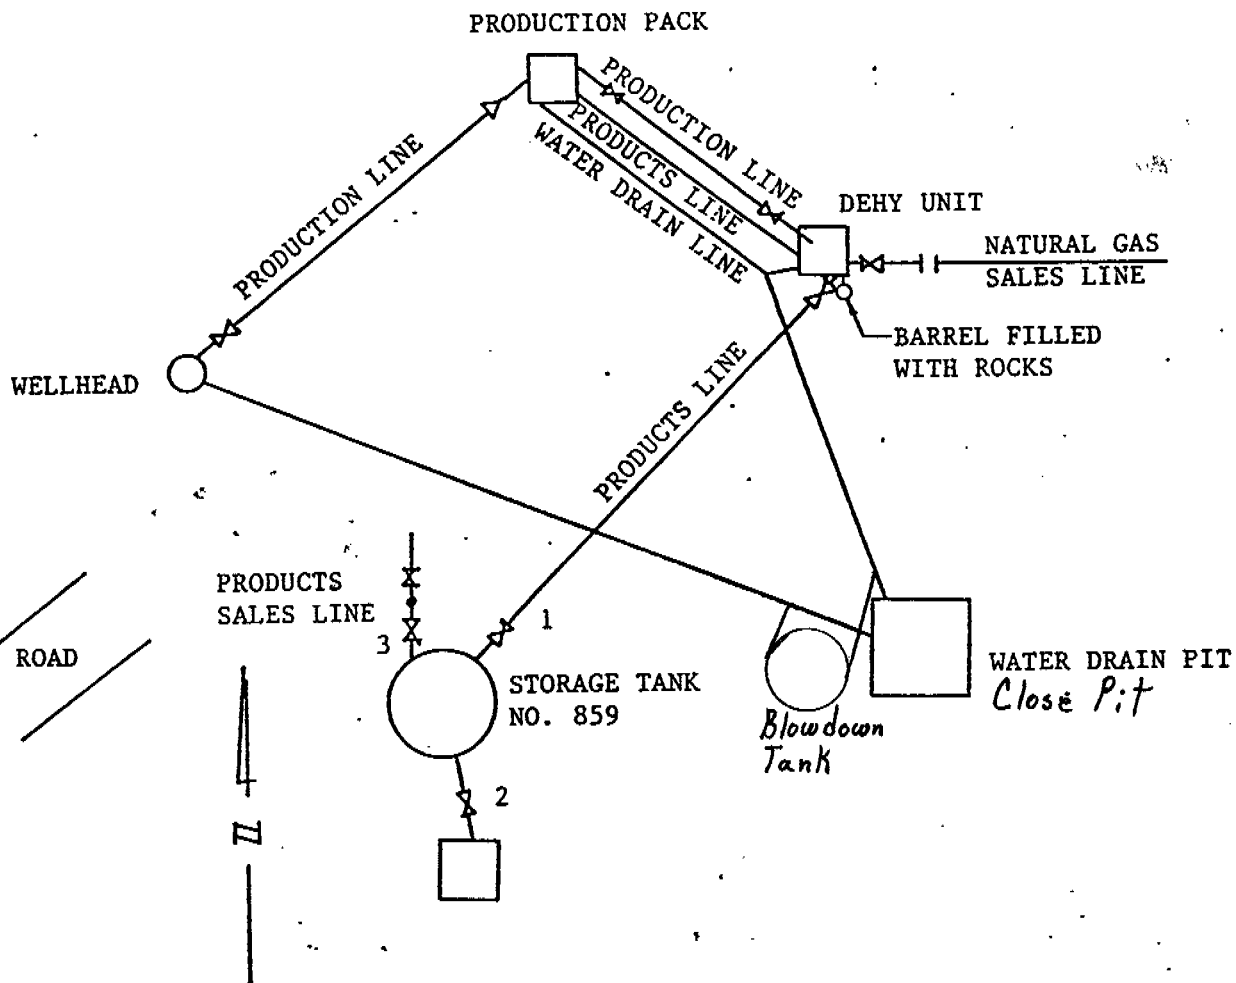 PRODUCTION PACK
PRODUCTION LINE
PRODUCTION LINE
PRODUCTS LINE
WATER DRAIN LINE
DEHY UNIT
NATURAL GAS
SALES LINE
BARREL FILLED
WITH ROCKS
WELLHEAD
PRODUCTS LINE
PRODUCTS
SALES LINE
3
1
ROAD
STORAGE TANK
NO. 859
WATER DRAIN PIT
Close Pit
Blowdown
Tank
2
N